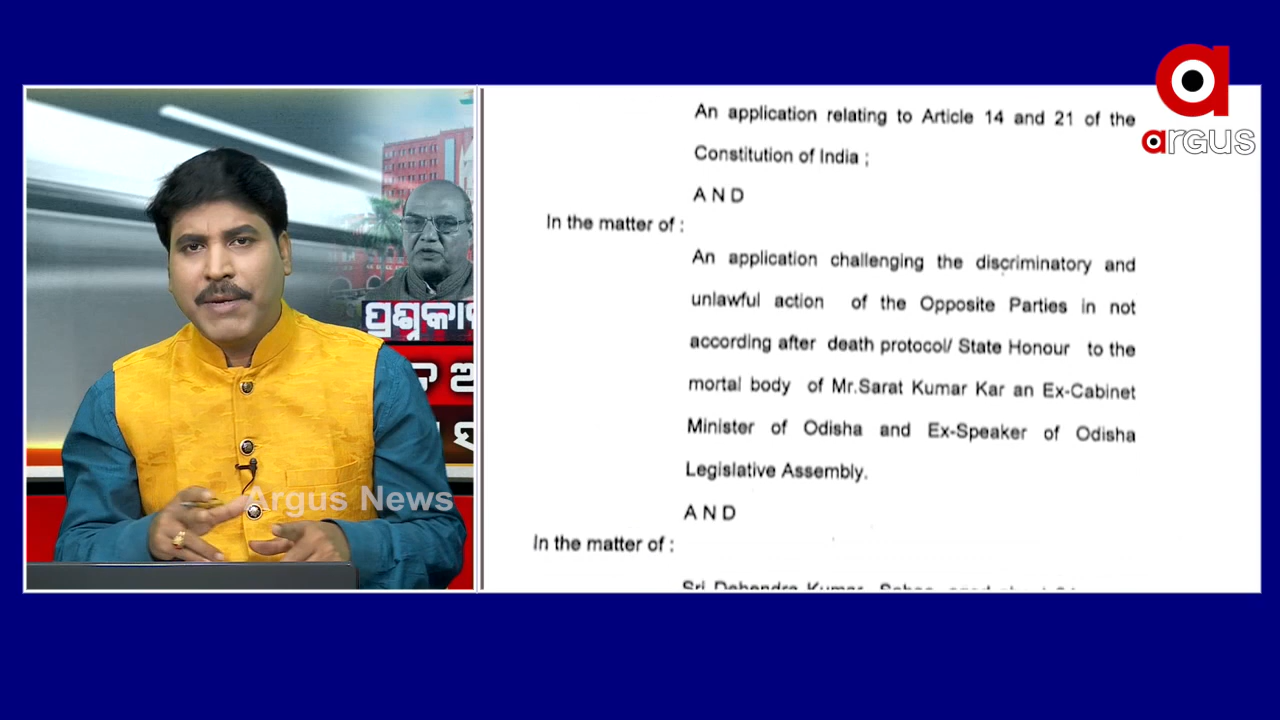 argus
An application relating to Article 14 and 21 of the
Constitution of India ;
A N D
In the matter of :
An application challenging the discriminatory and
unlawful action of the Opposite Parties in not
according after death protocol/ State Honour to the
mortal body of Mr.Sarat Kumar Kar an Ex-Cabinet
Minister of Odisha and Ex-Speaker of Odisha
Legislative Assembly.
A N D
In the matter of :
Sri Debendra Kumar
Argus News